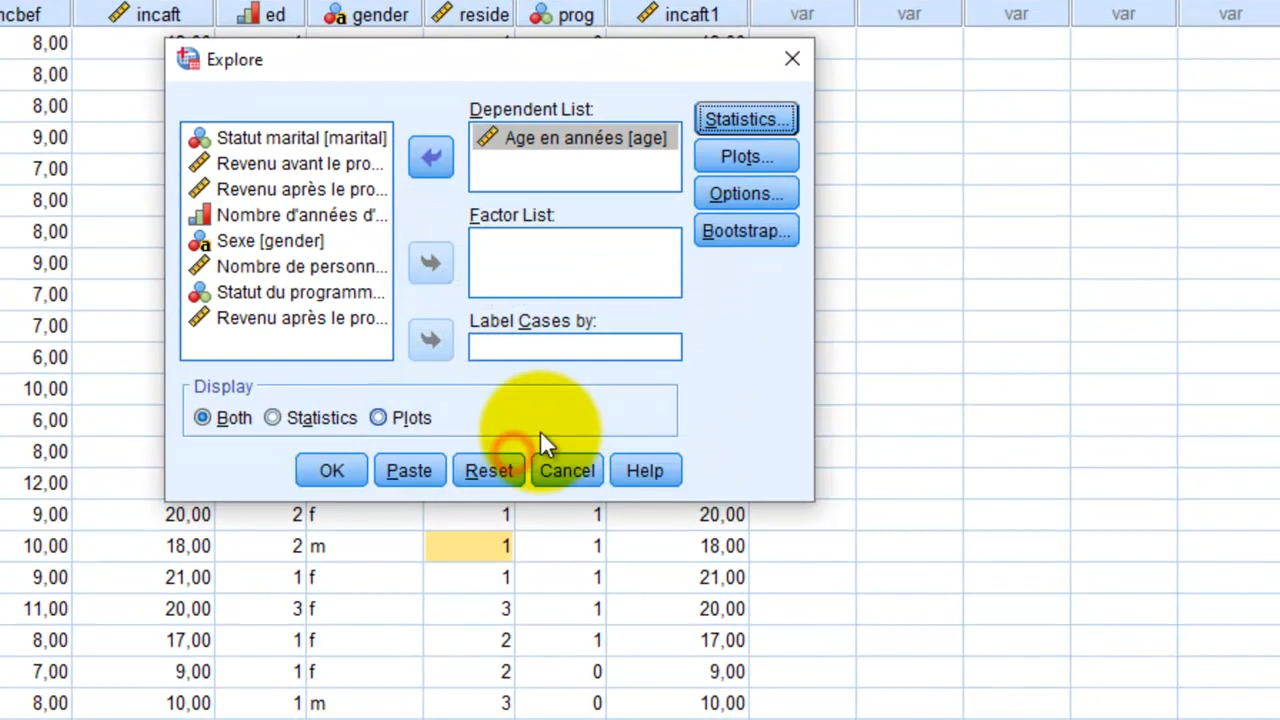 ncbef incaft ed gender reside prog incaft1 var var var var var
8,00
8,00
8,00
9,00
7,00
8,00
8,00
9,00
7,00
7,00
6,00
10,00
6,00
8,00
12,00
Explore
Dependent List:
Age en années [age]
Statut marital [marital]
Revenu avant le pro...
Revenu après le pro...
Nombre d'années d'...
Sexe [gender]
Nombre de personn...
Statut du programm...
Revenu après le pro...
Factor List:
Label Cases by:
Statistics...
Plots...
Options...
Bootstrap...
Display
Both Statistics Plots
OK Paste Reset Cancel Help
9,00 20,00 2 f 1 1 20,00
10,00 18,00 2 m 1 1 18,00
9,00 21,00 1 f 1 1 21,00
11,00 20,00 3 f 3 1 20,00
8,00 17,00 1 f 2 1 17,00
7,00 9,00 1 f 2 0 9,00
8,00 10,00 1 m 3 0 10,00